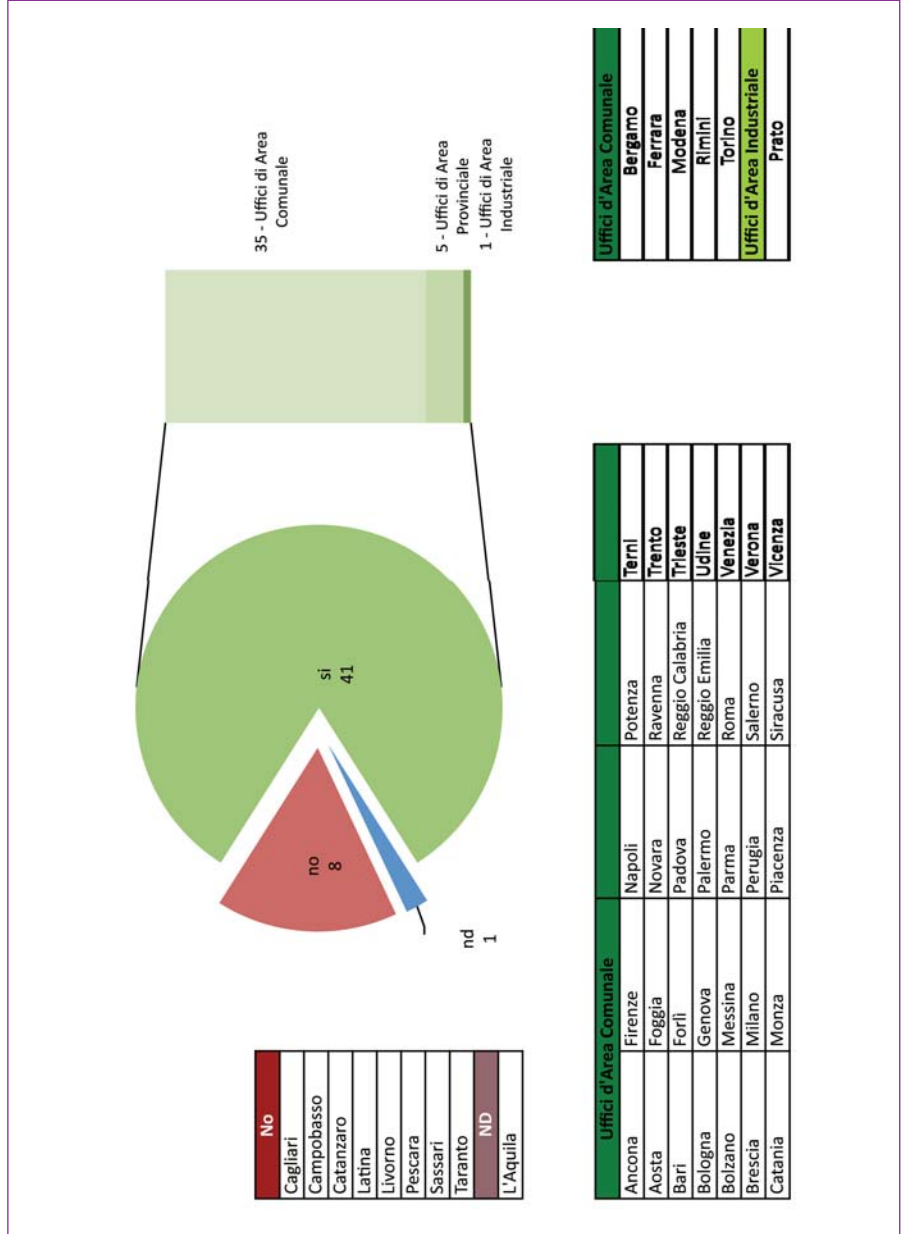 35 - Uffici di Area
Comunale
5 - Uffici di Area
Provinciale
1 - Uffici di Area
Industriale
si
41
no
8
nd
1
No
Cagliari
Campobasso
Catanzaro
Latina
Livorno
Pescara
Sassari
Taranto
ND
L'Aquila
Uffici d'Area Comunale
Ancona Firenze Napoli Potenza Terni
Aosta Foggia Novara Ravenna Trento
Bari Forlì Padova Reggio Calabria Trieste
Bologna Genova Palermo Reggio Emilia Udine
Bolzano Messina Parma Roma Venezia
Brescia Milano Perugia Salerno Verona
Catania Monza Piacenza Siracusa Vicenza
Uffici d'Area Comunale
Bergamo
Ferrara
Modena
Rimini
Torino
Uffici d'Area Industriale
Prato